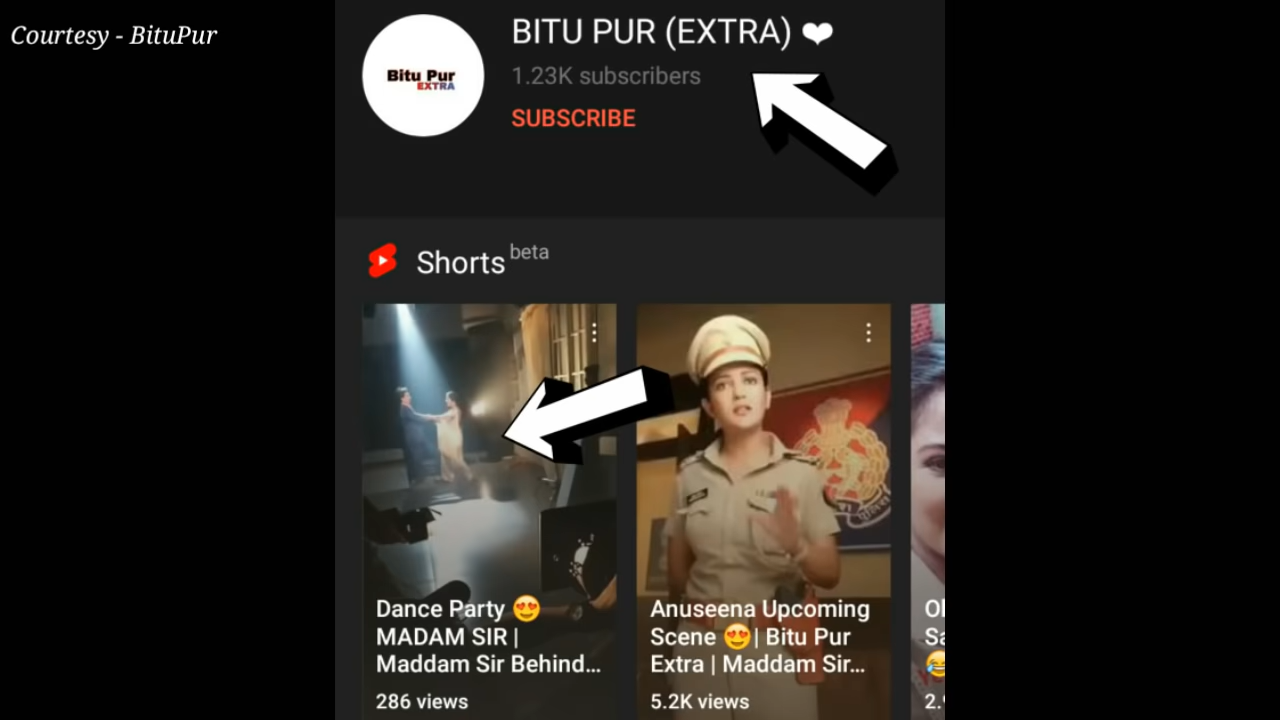 Courtesy - BituPur
BITU PUR (EXTRA) ❤
1.23K subscribers
SUBSCRIBE
Bitu Pur
EXTRA
Shorts beta
Dance Party 😍
MADAM SIR |
Maddam Sir Behind...
286 views
Anuseena Upcoming
Scene 😍| Bitu Pur
Extra | Maddam Sir...
5.2K views